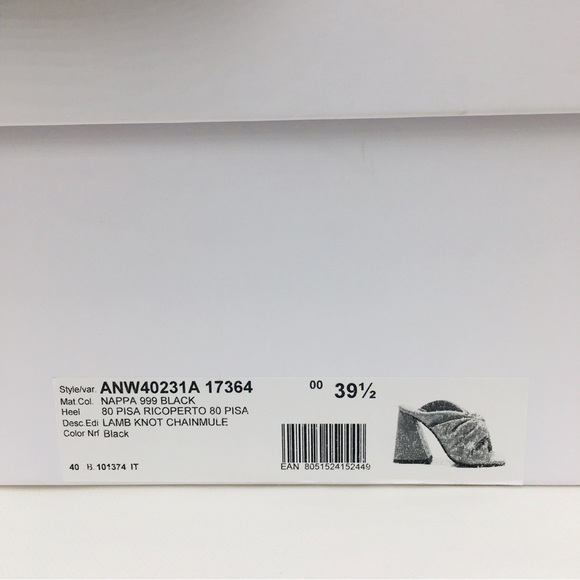 Style/var. ANW40231A 17364 00 39½
Mat.Col. NAPPA 999 BLACK
Heel 80 PISA RICOPERTO 80 PISA
Desc.Edi LAMB KNOT CHAINMULE
Color Nrf Black
40 B. 101374 IT
EAN 8051524152449